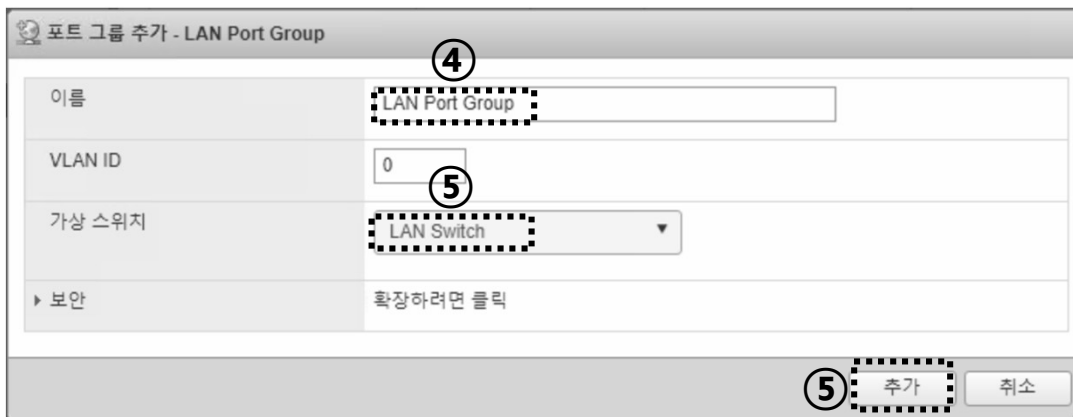 포트 그룹 추가 - LAN Port Group
④
이름
LAN Port Group
VLAN ID
0
⑤
가상 스위치
LAN Switch
보안
확장하려면 클릭
⑤
추가
취소